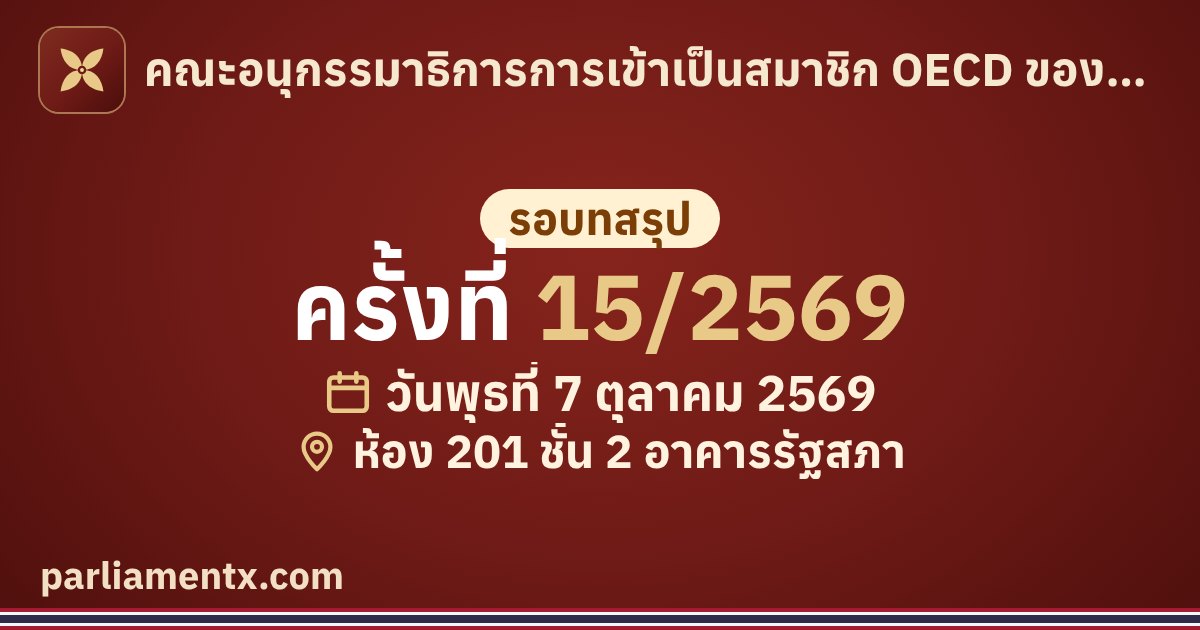 คณะอนุกรรมาธิการการเข้าเป็นสมาชิก OECD ของ...
รอบทสรุป
ครั้งที่ 15/2569
วันพุธที่ 7 ตุลาคม 2569
ห้อง 201 ชั้น 2 อาคารรัฐสภา
parliamentx.com